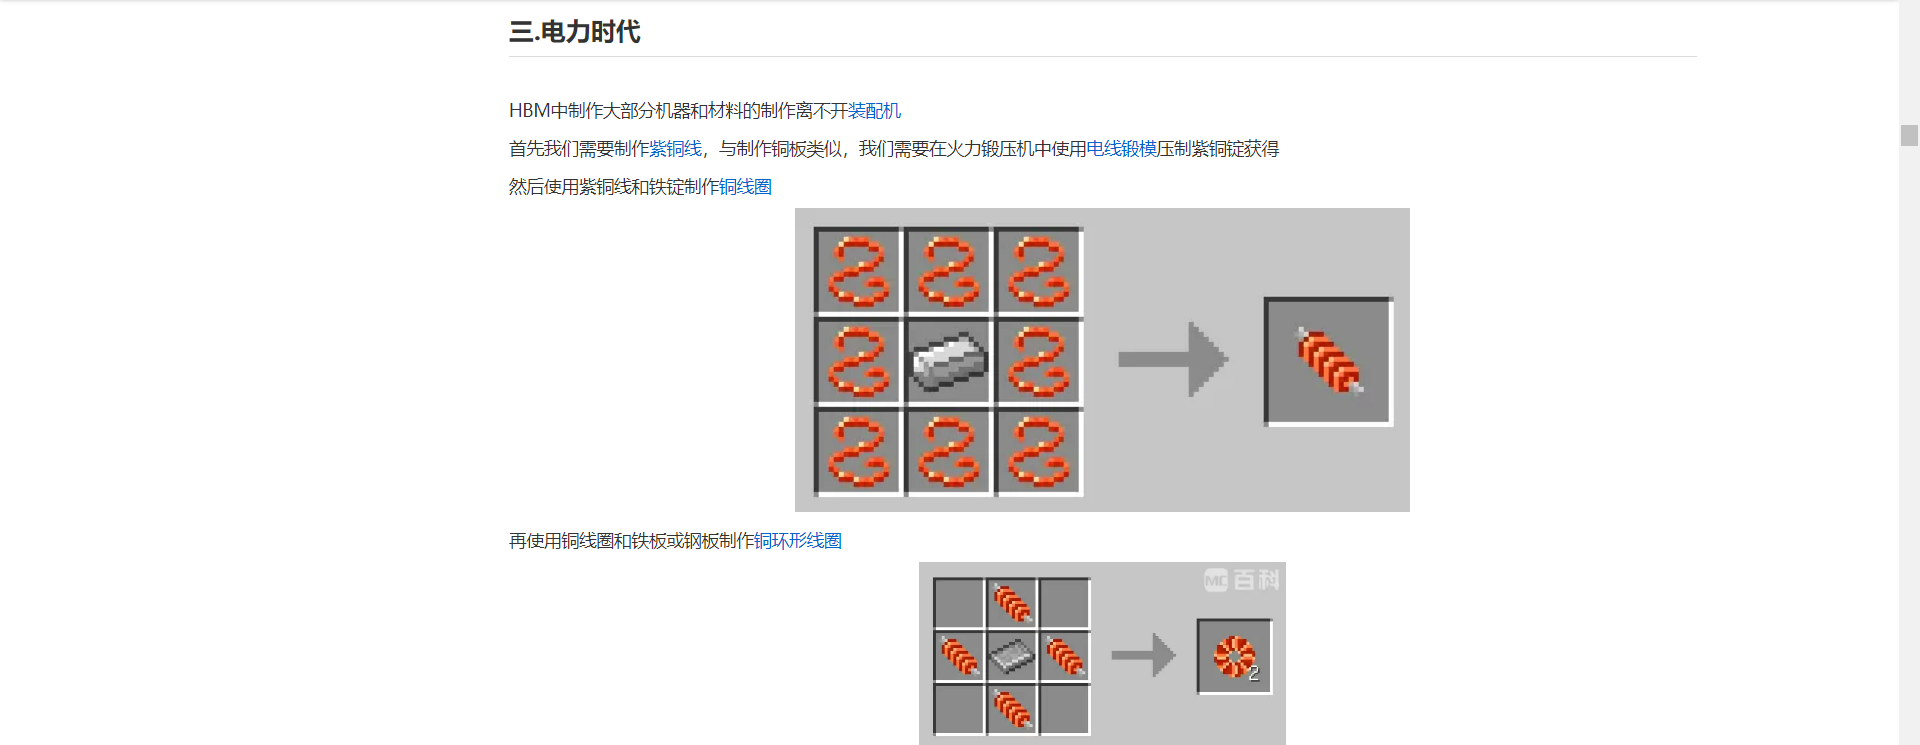 三.电力时代
HBM中制作大部分机器和材料的制作离不开装配机
首先我们需要制作紫铜线，与制作铜板类似，我们需要在火力锻压机中使用电线锻模压制紫铜锭获得
然后使用紫铜线和铁锭制作铜线圈
再使用铜线圈和铁板或钢板制作铜环形线圈
MC百科
2